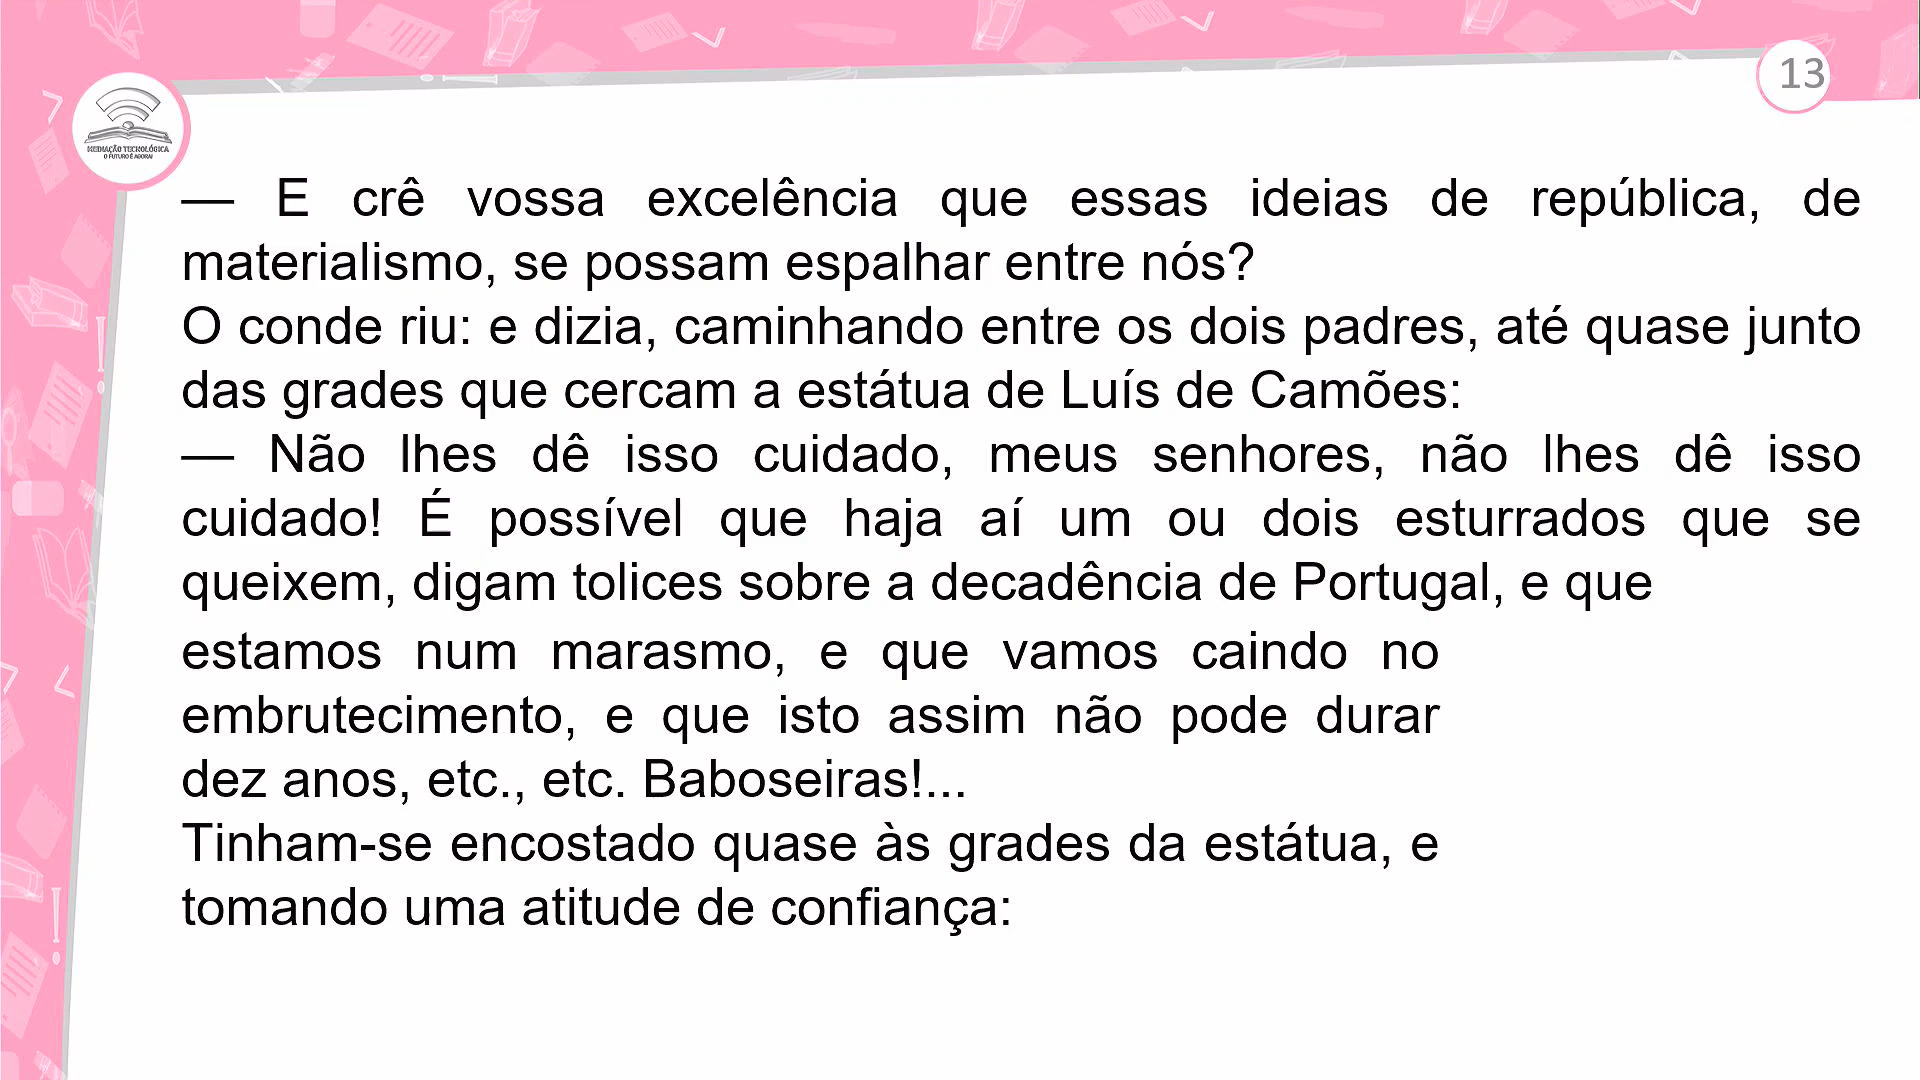 13
MEDIAÇÃO TECNOLÓGICA
O FUTURO É AGORA!
— E crê vossa excelência que essas ideias de república, de
materialismo, se possam espalhar entre nós?
O conde riu: e dizia, caminhando entre os dois padres, até quase junto
das grades que cercam a estátua de Luís de Camões:
— Não lhes dê isso cuidado, meus senhores, não lhes dê isso
cuidado! É possível que haja aí um ou dois esturrados que se
queixem, digam tolices sobre a decadência de Portugal, e que
estamos num marasmo, e que vamos caindo no
embrutecimento, e que isto assim não pode durar
dez anos, etc., etc. Baboseiras!...
Tinham-se encostado quase às grades da estátua, e
tomando uma atitude de confiança: